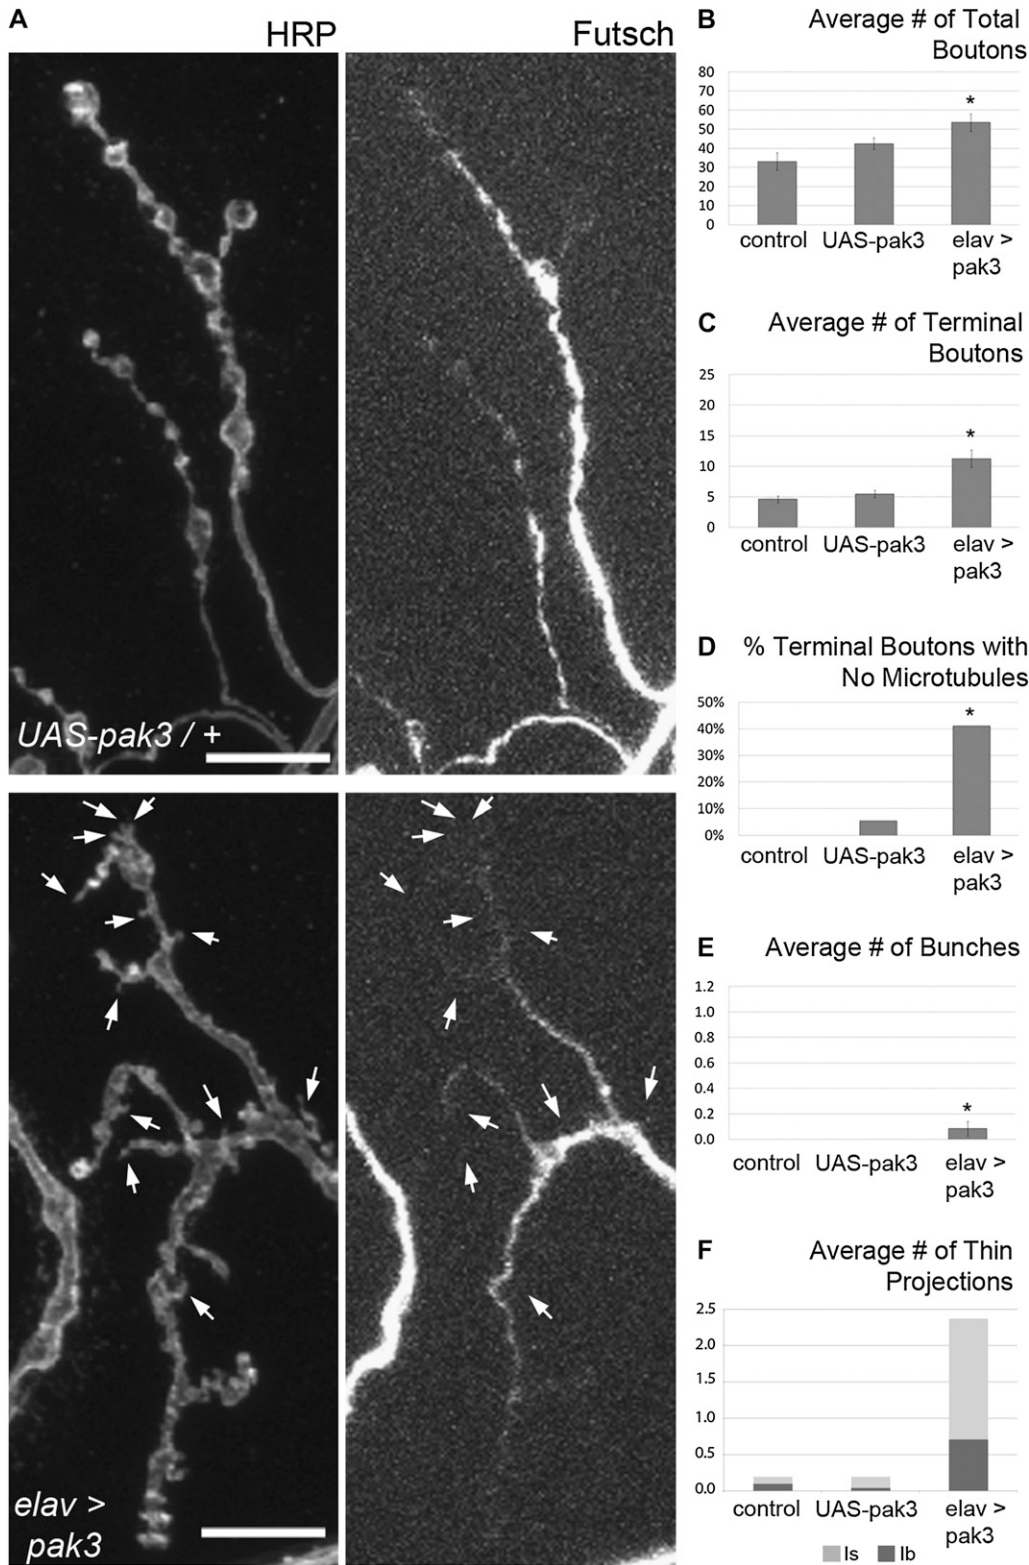 A
HRP
Futsch
UAS-pak3 / +
elav >
pak3
B
Average # of Total
Boutons
80
70
60
50
40
30
20
10
0
*
control
UAS-pak3
elav >
pak3
C
Average # of Terminal
Boutons
25
20
15
10
5
0
*
control
UAS-pak3
elav >
pak3
D
% Terminal Boutons with
No Microtubules
50%
40%
30%
20%
10%
0%
*
control
UAS-pak3
elav >
pak3
E
Average # of Bunches
1.2
1.0
0.8
0.6
0.4
0.2
0.0
*
control
UAS-pak3
elav >
pak3
F
Average # of Thin
Projections
2.5
2.0
1.5
1.0
0.5
0.0
control
UAS-pak3
elav >
pak3
Is
Ib